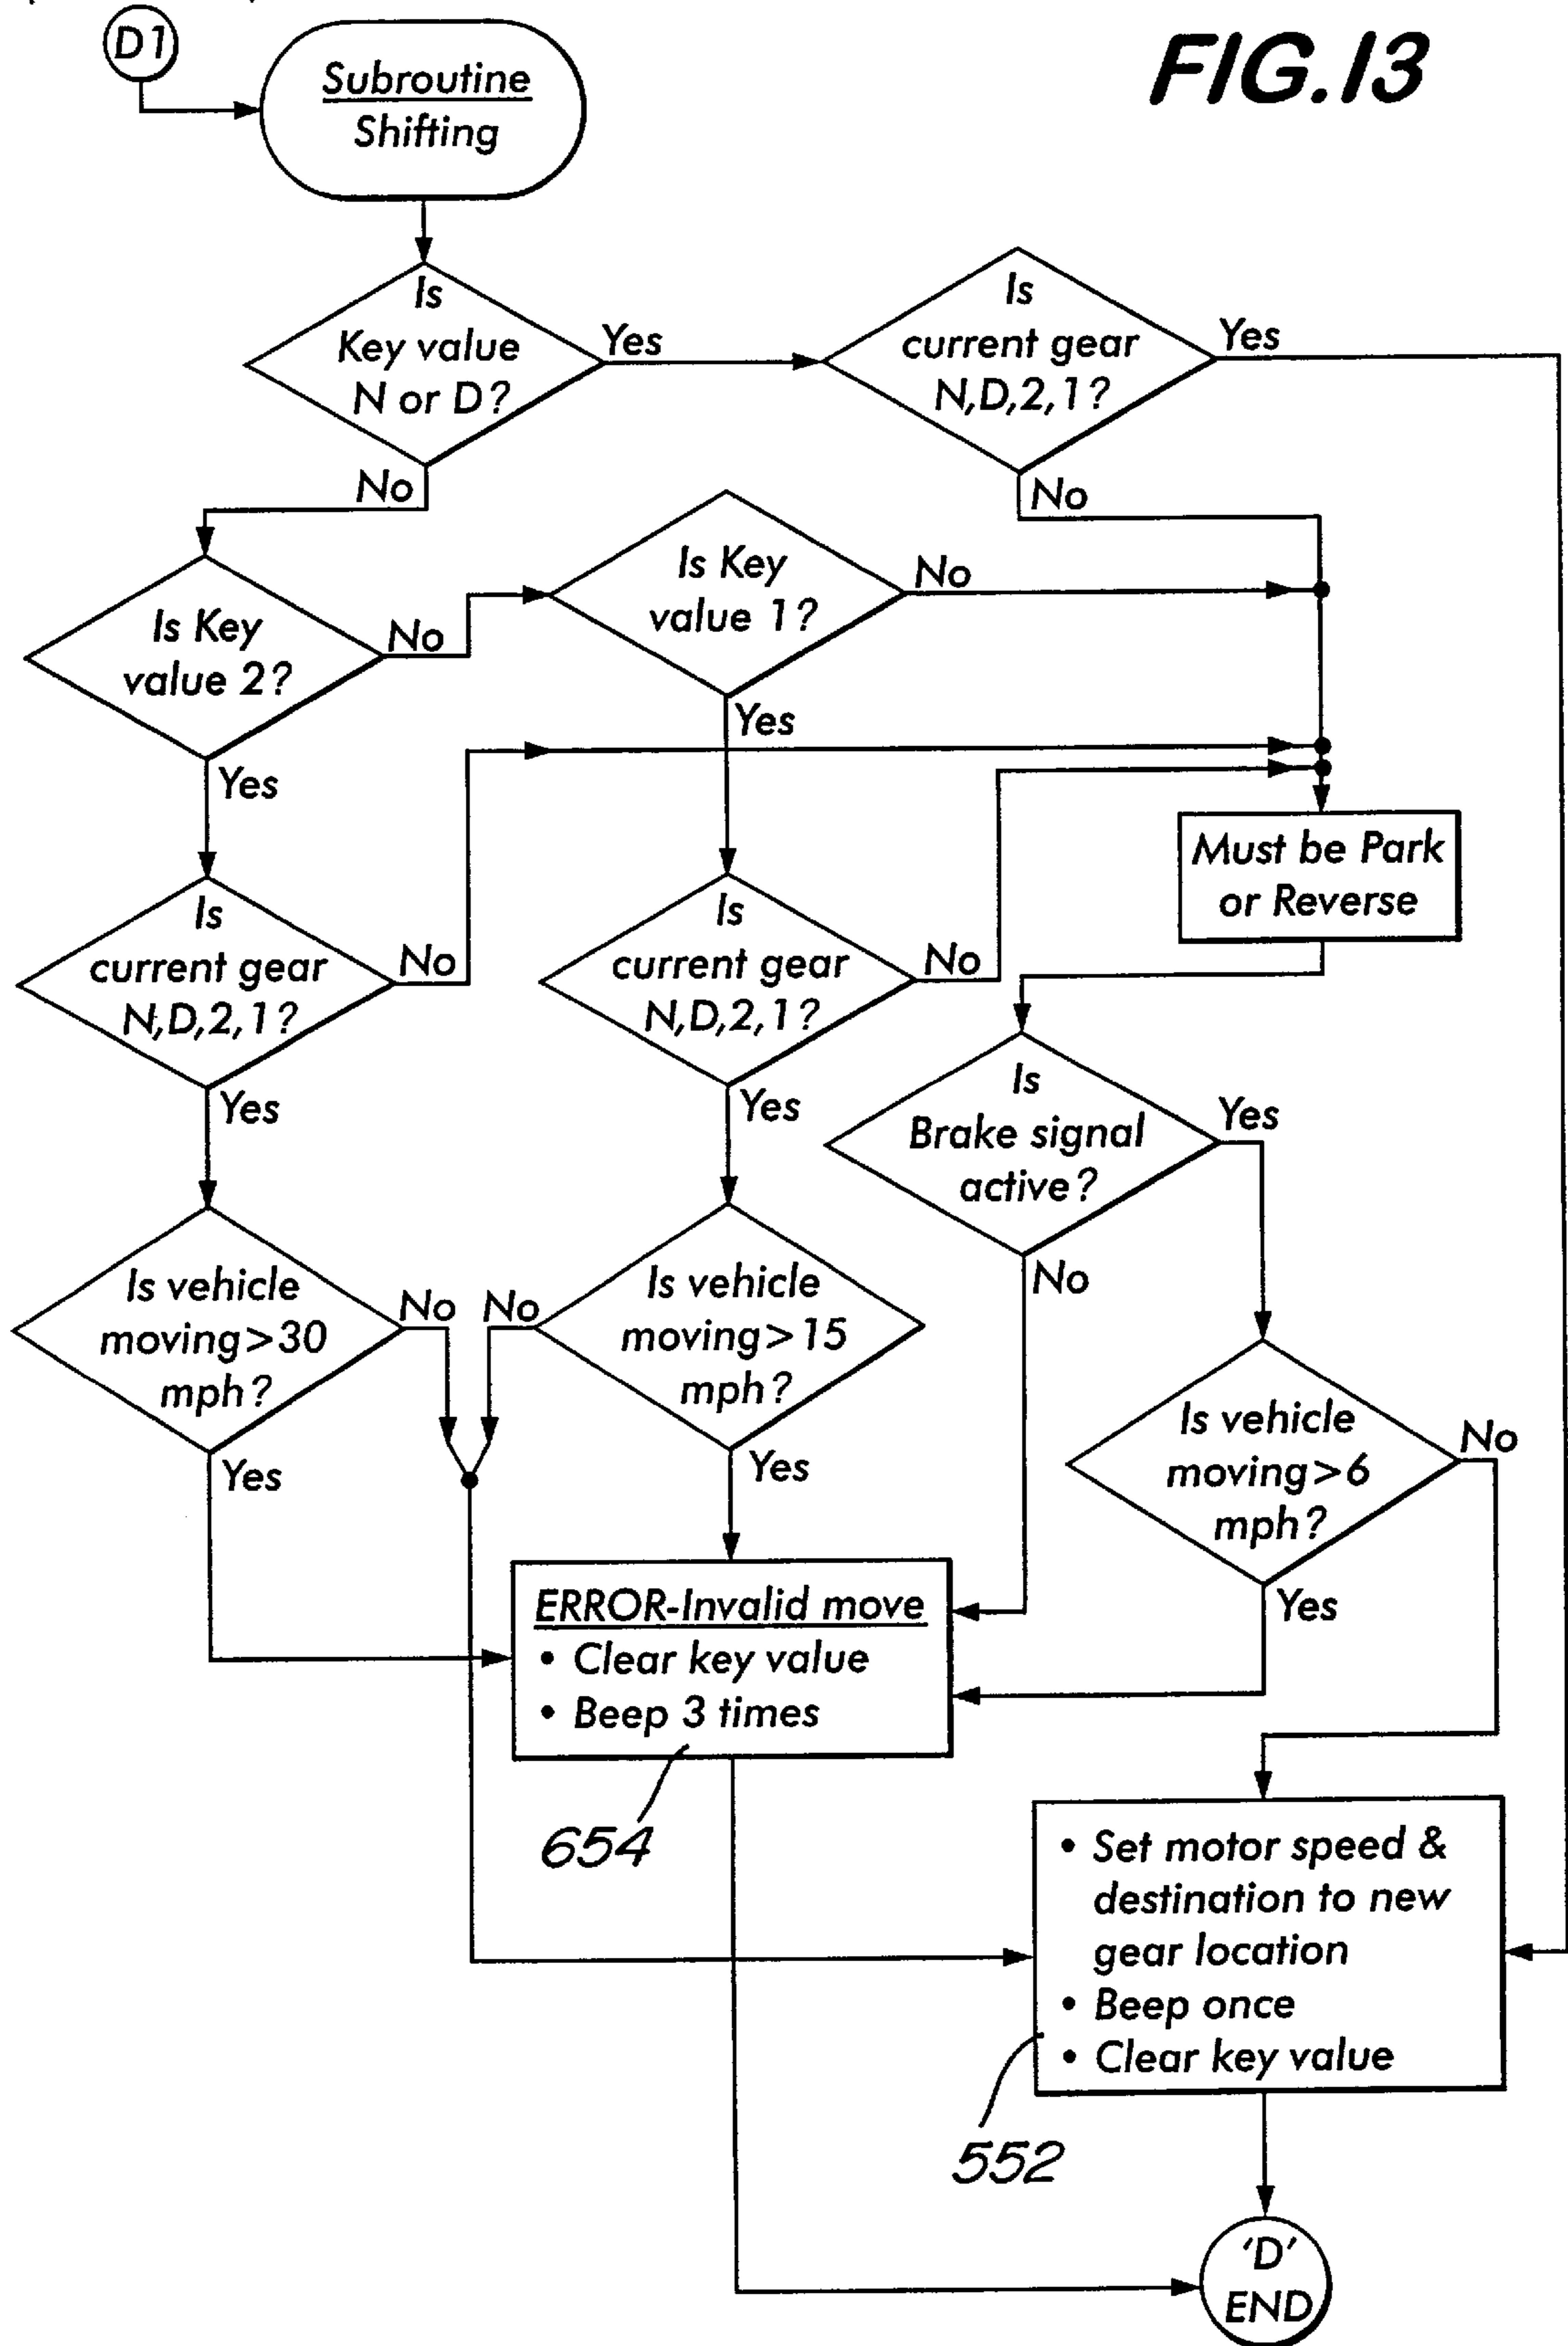 D1
FIG.13
Subroutine
Shifting
Is
Key value
N or D?
Yes
No
Is
current gear
N,D,2,1?
Yes
No
Is Key
value 2?
No
Yes
Is Key
value 1?
No
Yes
Must be Park
or Reverse
Is
current gear
N,D,2,1?
No
Yes
Is
current gear
N,D,2,1?
No
Yes
Is
Brake signal
active?
Yes
No
Is vehicle
moving>30
mph?
No
Yes
Is vehicle
moving>15
mph?
No
Yes
Is vehicle
moving>6
mph?
No
Yes
ERROR-Invalid move
• Clear key value
• Beep 3 times
654
• Set motor speed &
destination to new
gear location
• Beep once
• Clear key value
552
'D'
END